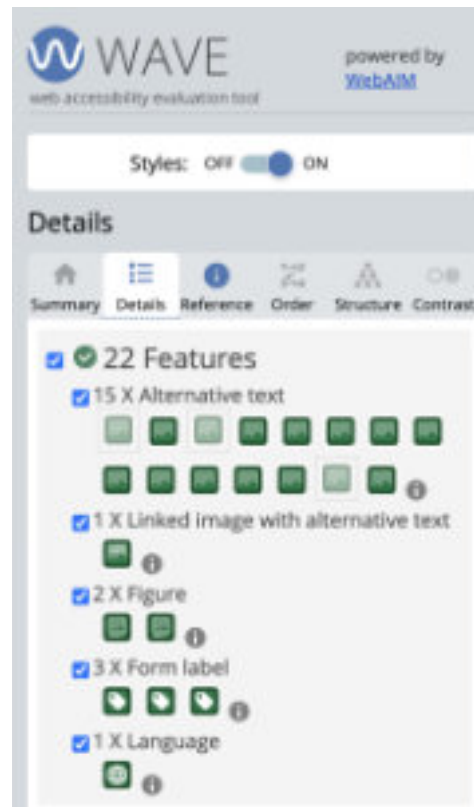 WAVE
powered by
WebAIM
web accessibility evaluation tool
Styles: OFF ON
Details
Summary Details Reference Order Structure Contrast
22 Features
15 X Alternative text
1 X Linked image with alternative text
2 X Figure
3 X Form label
1 X Language